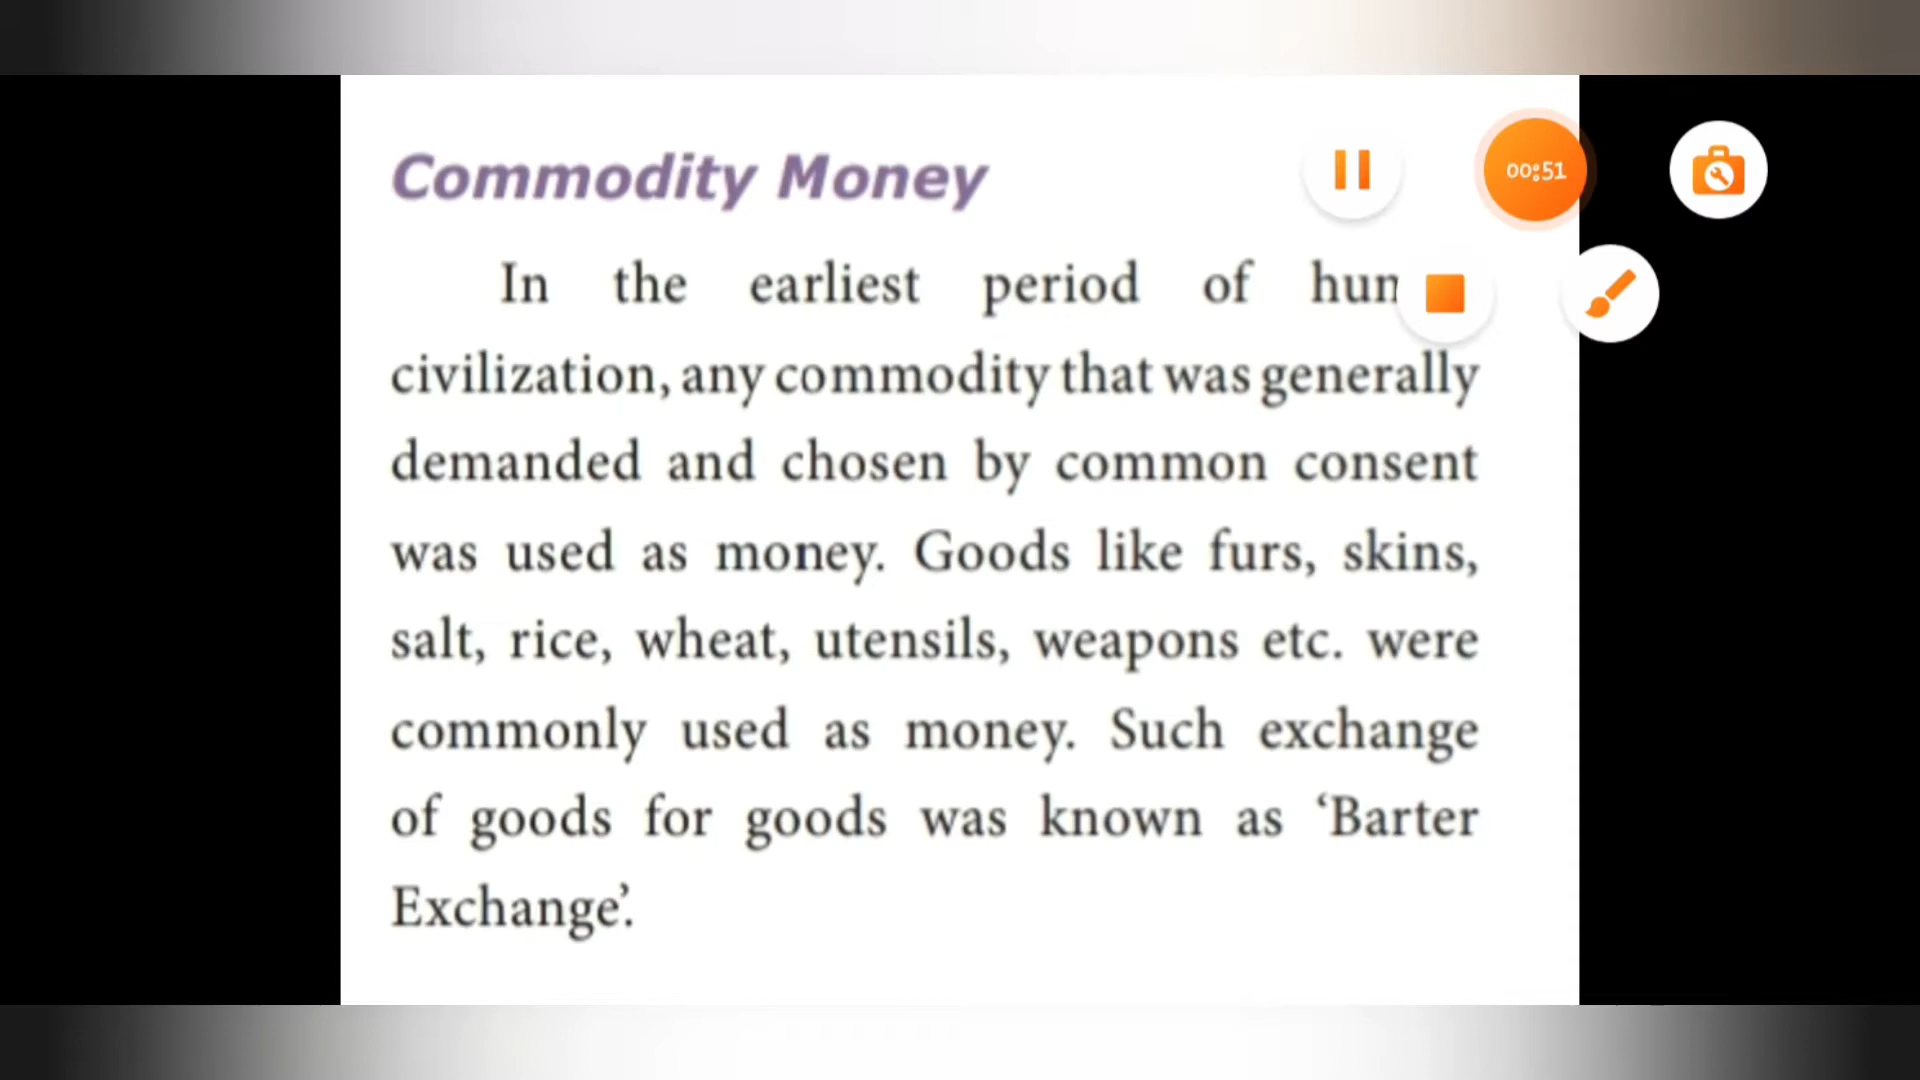 Commodity Money
00:51
In the earliest period of hum
civilization, any commodity that was generally
demanded and chosen by common consent
was used as money. Goods like furs, skins,
salt, rice, wheat, utensils, weapons etc. were
commonly used as money. Such exchange
of goods for goods was known as ‘Barter
Exchange’.